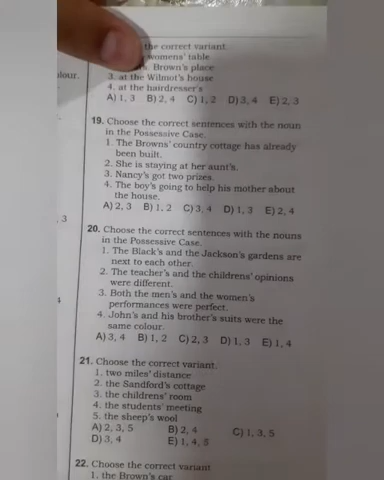 the correct variant.
womens' table
Brown's place
3. at the Wilmot's house
4. at the hairdresser's
A) 1, 3 B) 2, 4 C) 1, 2 D) 3, 4 E) 2, 3
19. Choose the correct sentences with the noun
in the Possessive Case.
1. The Browns' country cottage has already
been built.
2. She is staying at her aunt's.
3. Nancy's got two prizes.
4. The boy's going to help his mother about
the house.
A) 2, 3 B) 1, 2 C) 3, 4 D) 1, 3 E) 2, 4
20. Choose the correct sentences with the nouns
in the Possessive Case.
1. The Black's and the Jackson's gardens are
next to each other.
2. The teacher's and the childrens' opinions
were different.
3. Both the men's and the women's
performances were perfect.
4. John's and his brother's suits were the
same colour.
A) 3, 4 B) 1, 2 C) 2, 3 D) 1, 3 E) 1, 4
21. Choose the correct variant.
1. two miles' distance
2. the Sandford's cottage
3. the childrens' room
4. the students' meeting
5. the sheep's wool
A) 2, 3, 5 B) 2, 4 C) 1, 3, 5
D) 3, 4 E) 1, 4, 5
22. Choose the correct variant
1. the Brown's car
lour.
, 3
4